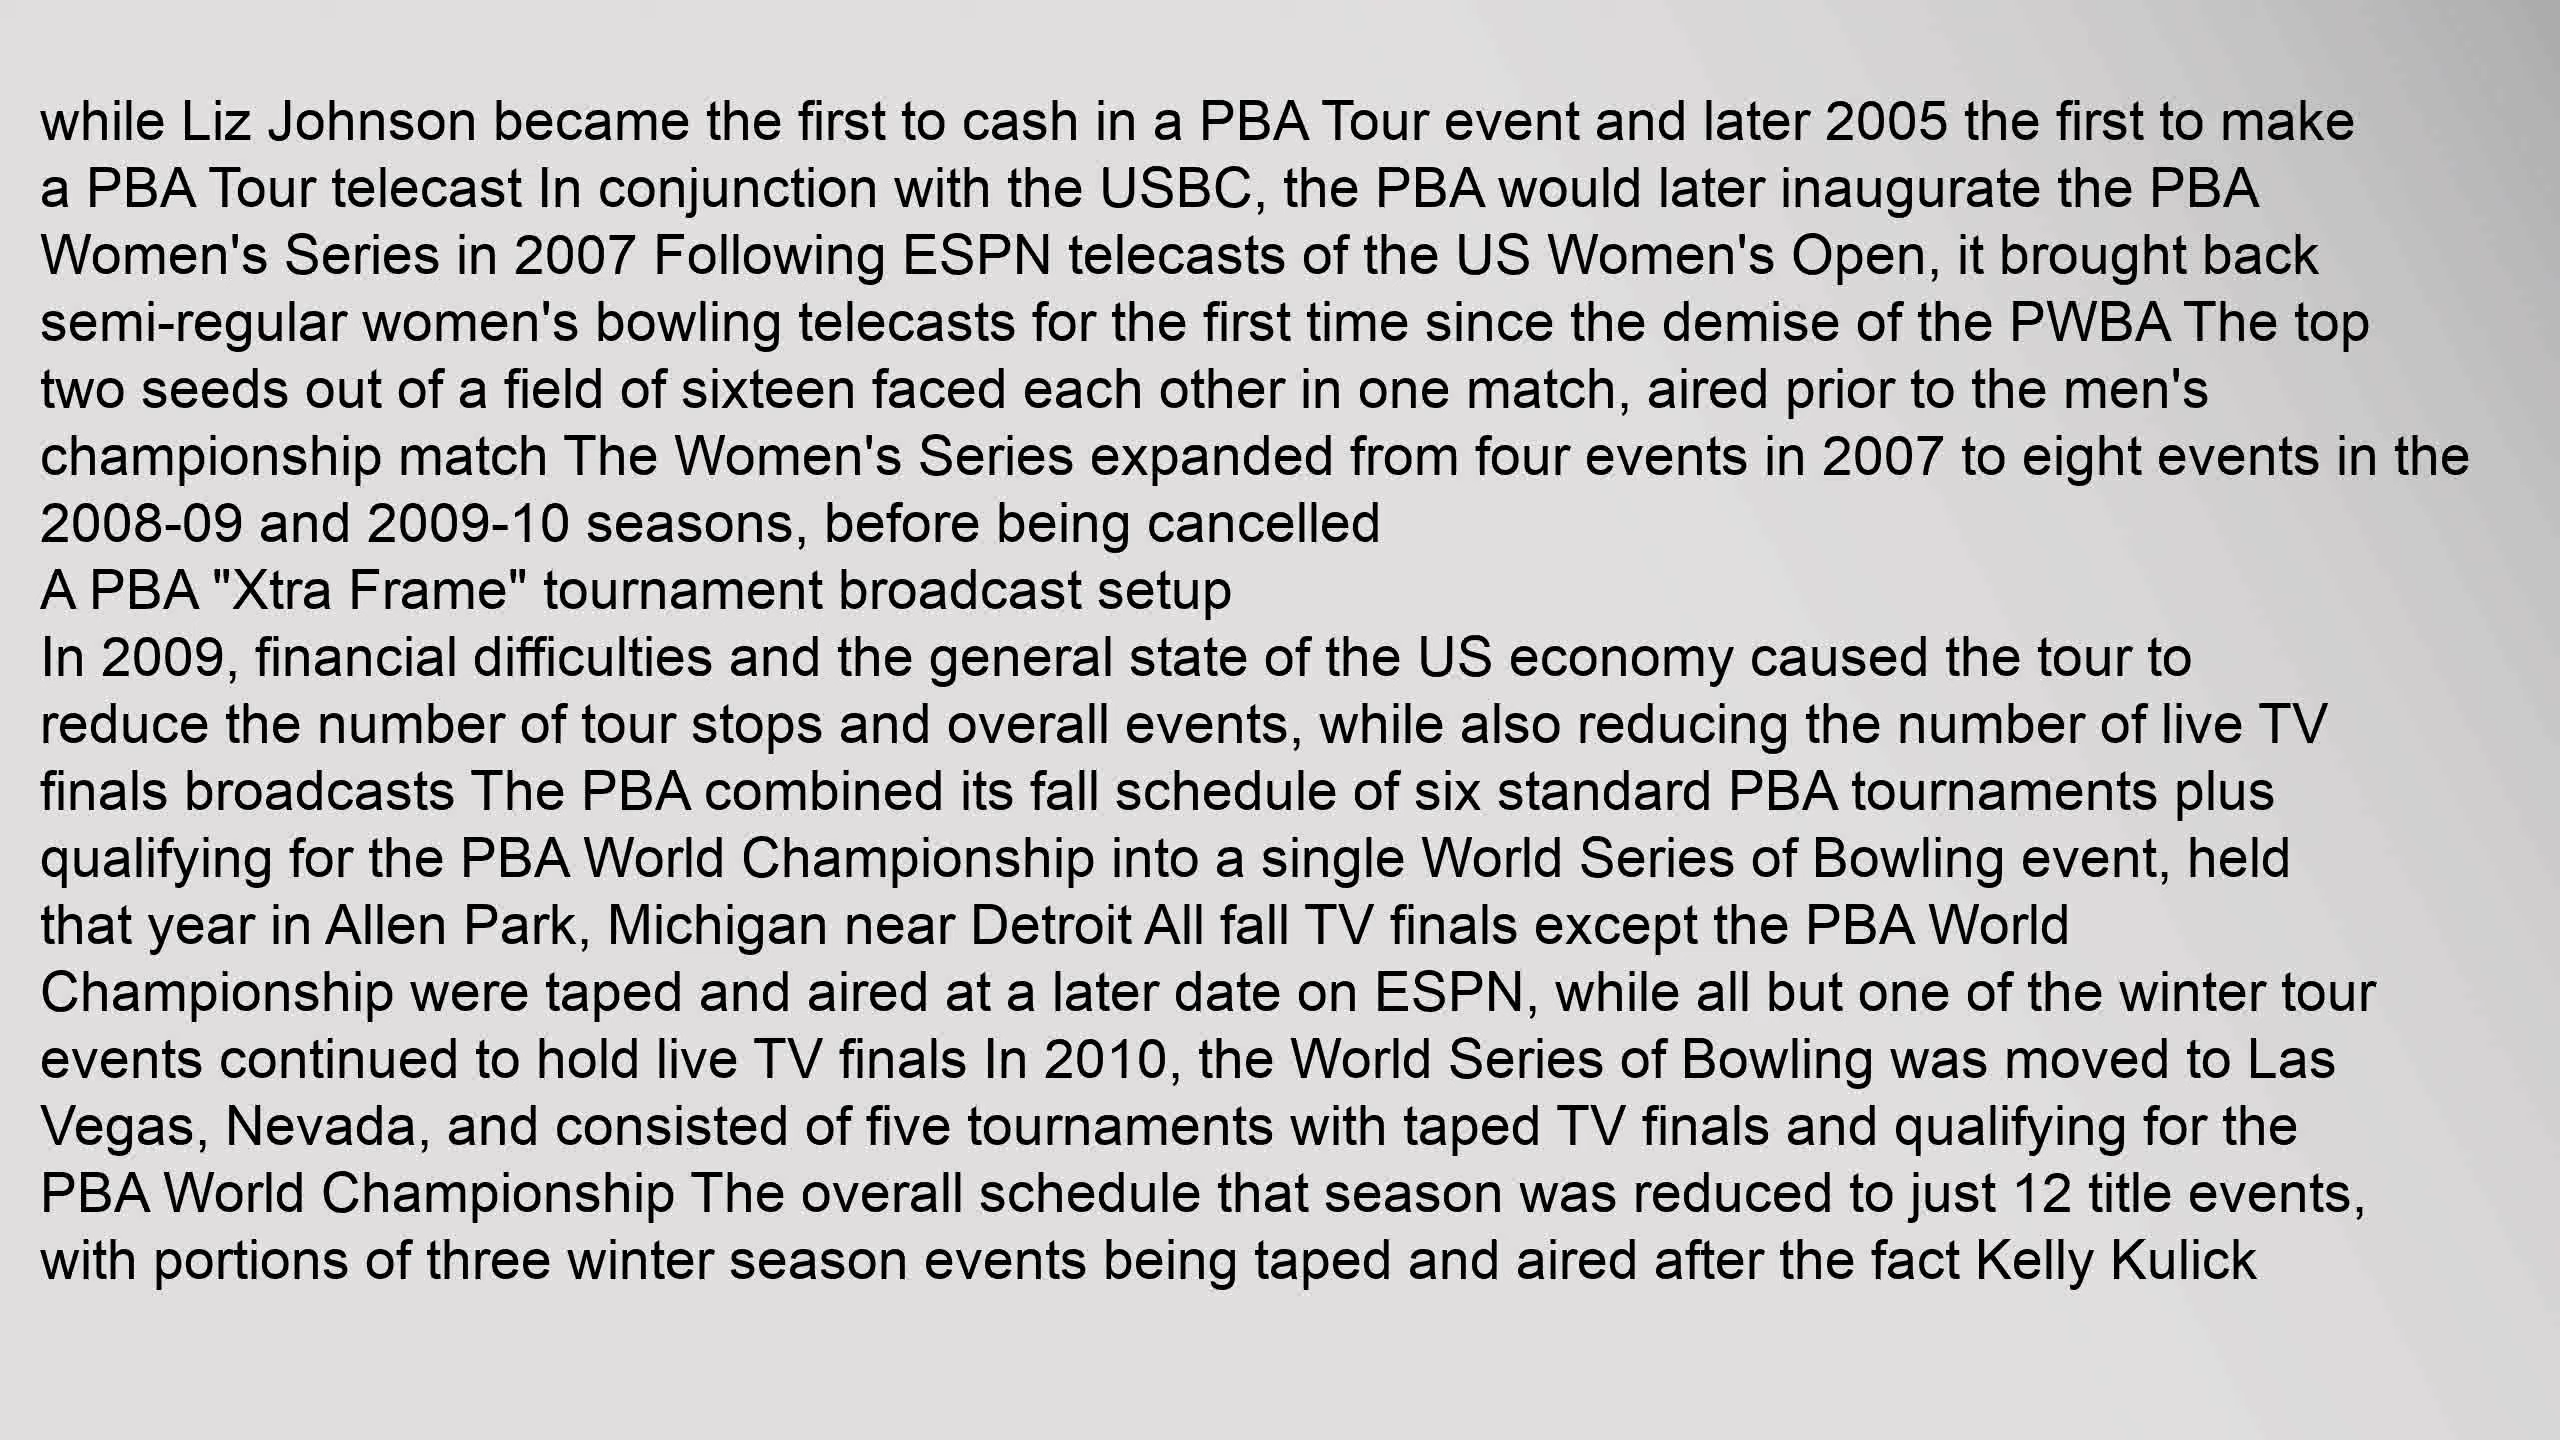 while Liz Johnson became the first to cash in a PBA Tour event and later 2005 the first to make
a PBA Tour telecast In conjunction with the USBC, the PBA would later inaugurate the PBA
Women's Series in 2007 Following ESPN telecasts of the US Women's Open, it brought back
semi-regular women's bowling telecasts for the first time since the demise of the PWBA The top
two seeds out of a field of sixteen faced each other in one match, aired prior to the men's
championship match The Women's Series expanded from four events in 2007 to eight events in the
2008-09 and 2009-10 seasons, before being cancelled
A PBA "Xtra Frame" tournament broadcast setup
In 2009, financial difficulties and the general state of the US economy caused the tour to
reduce the number of tour stops and overall events, while also reducing the number of live TV
finals broadcasts The PBA combined its fall schedule of six standard PBA tournaments plus
qualifying for the PBA World Championship into a single World Series of Bowling event, held
that year in Allen Park, Michigan near Detroit All fall TV finals except the PBA World
Championship were taped and aired at a later date on ESPN, while all but one of the winter tour
events continued to hold live TV finals In 2010, the World Series of Bowling was moved to Las
Vegas, Nevada, and consisted of five tournaments with taped TV finals and qualifying for the
PBA World Championship The overall schedule that season was reduced to just 12 title events,
with portions of three winter season events being taped and aired after the fact Kelly Kulick